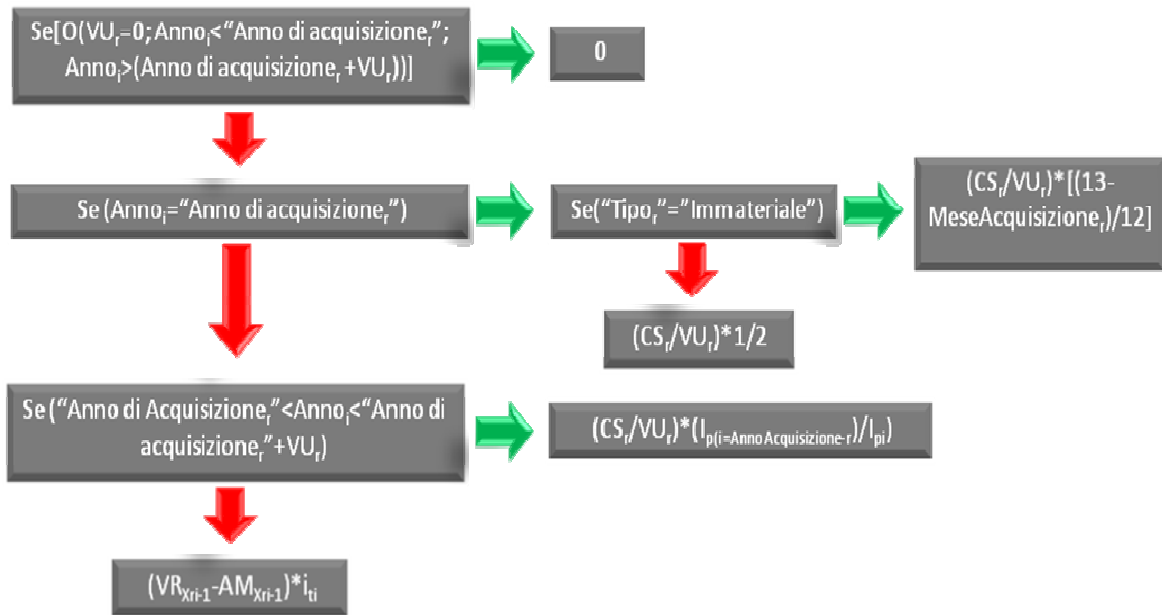 Se[O(VUr=0; Annoi<“Anno di acquisizioner”;
Annoi>(Anno di acquisizioner +VUr))]
0
Se (Annoi=“Anno di acquisizioner”)
Se(“Tipor”=“Immateriale”)
(CSr/VUr)*[(13-
MeseAcquisizioner)/12]
(CSr/VUr)*1/2
Se (“Anno di Acquisizioner”<Annoi<“Anno di
acquisizioner”+VUr)
(CSr/VUr)*(Ip(i=AnnoAcquisizione-r)/Ipi)
(VRXri-1-AMXri-1)*iti